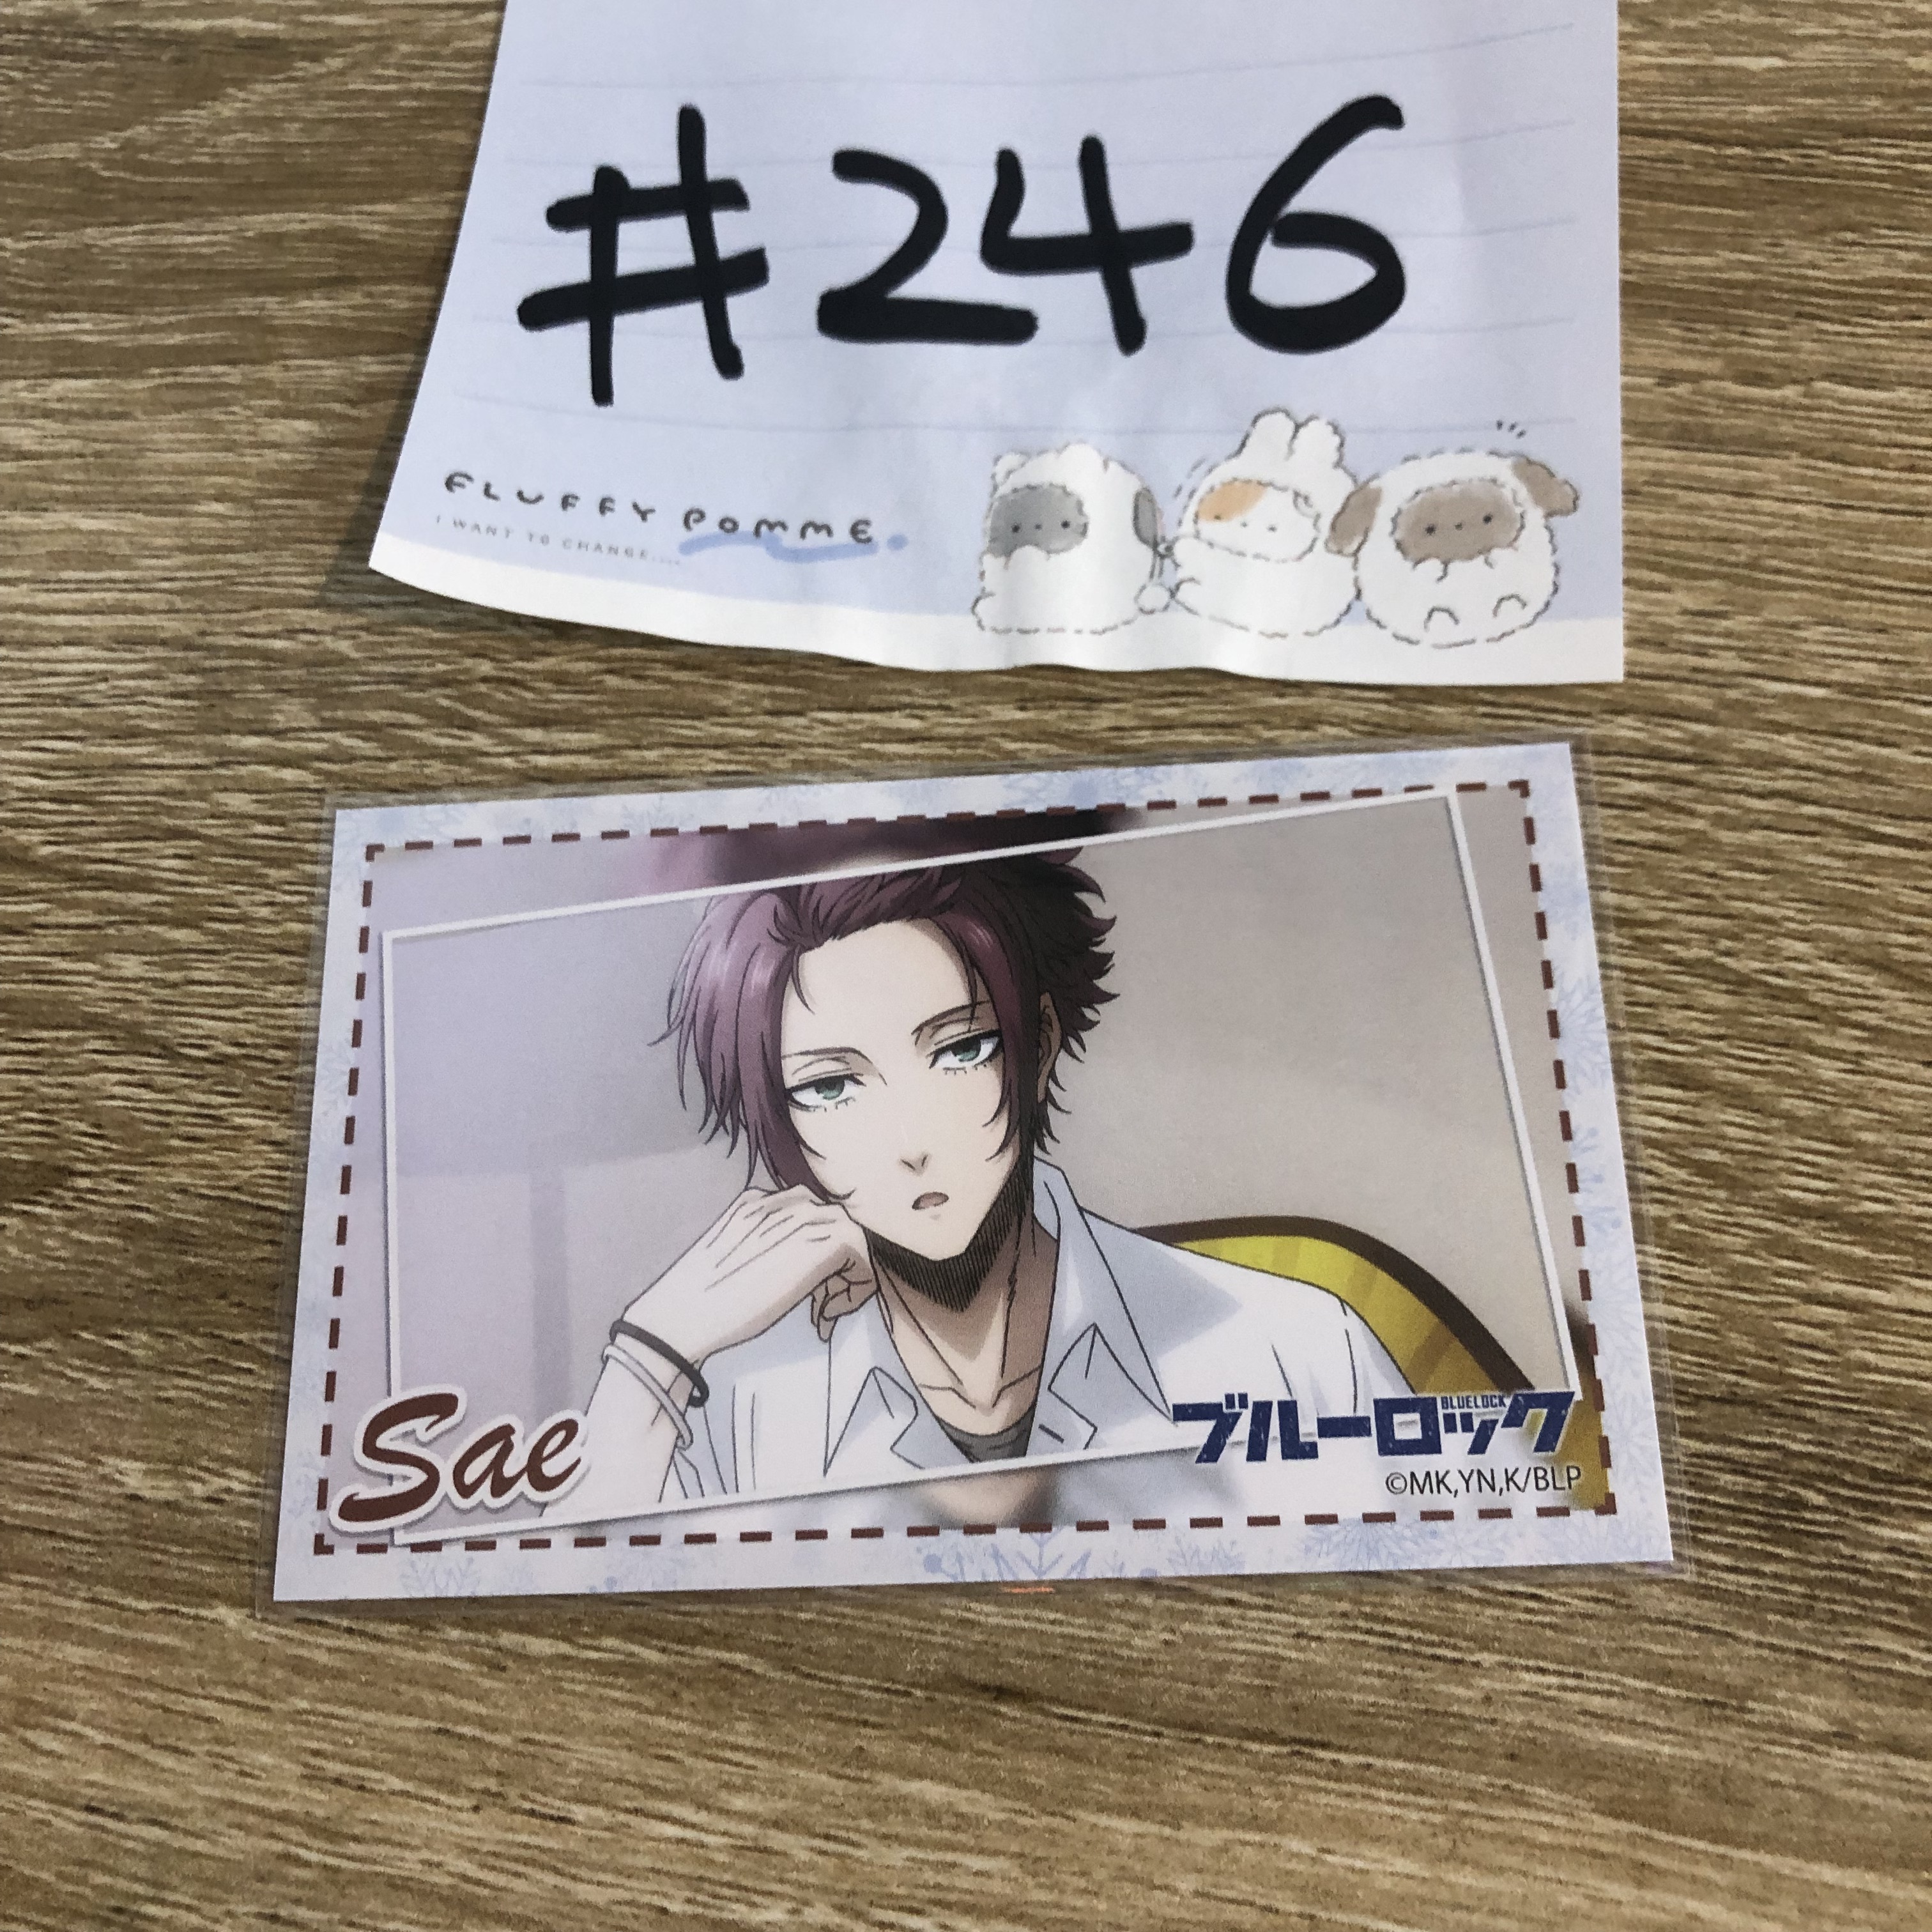 #246
FLUFFY POMME.
I WANT TO CHANGE....
Sae
BLUELOCK
ブルーロック
©MK,YN,K/BLP